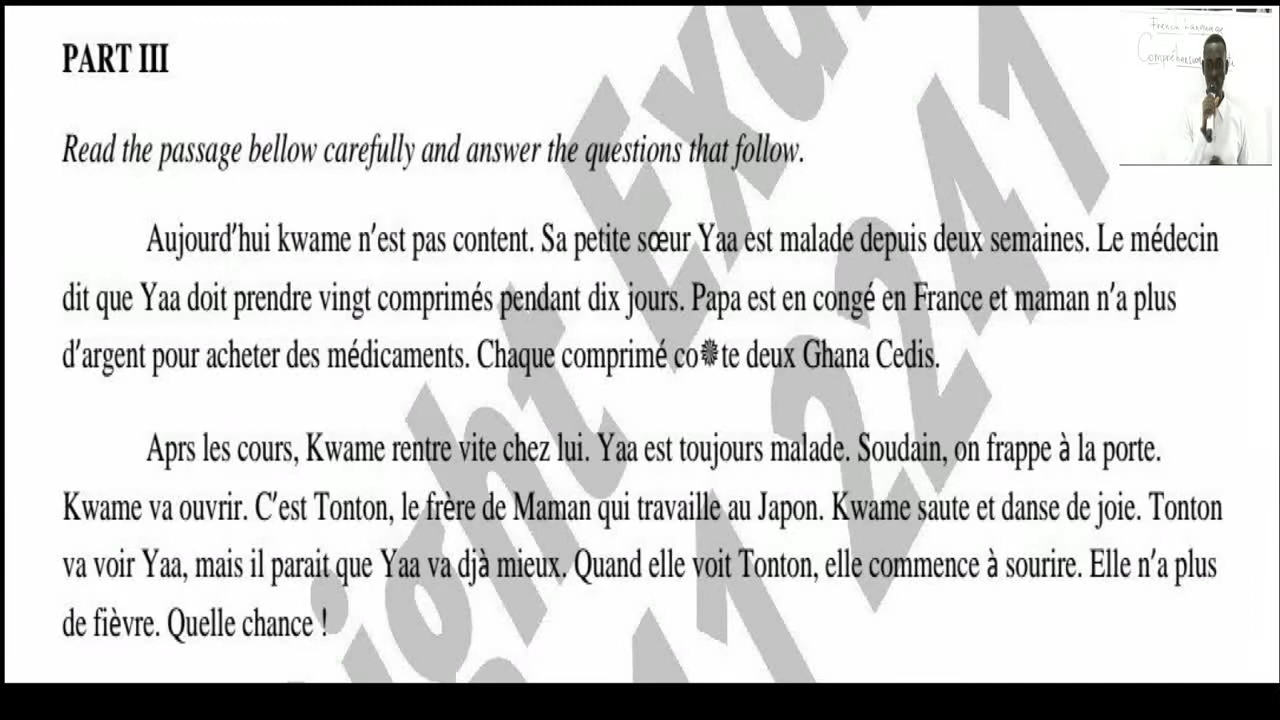 PART III
Read the passage bellow carefully and answer the questions that follow.
Aujourd'hui kwame n'est pas content. Sa petite sœur Yaa est malade depuis deux semaines. Le médecin
dit que Yaa doit prendre vingt comprimés pendant dix jours. Papa est en congé en France et maman n'a plus
d'argent pour acheter des médicaments. Chaque comprimé co✹te deux Ghana Cedis.
Aprs les cours, Kwame rentre vite chez lui. Yaa est toujours malade. Soudain, on frappe à la porte.
Kwame va ouvrir. C'est Tonton, le frère de Maman qui travaille au Japon. Kwame saute et danse de joie. Tonton
va voir Yaa, mais il parait que Yaa va djà mieux. Quand elle voit Tonton, elle commence à sourire. Elle n'a plus
de fièvre. Quelle chance !
French Language
2241